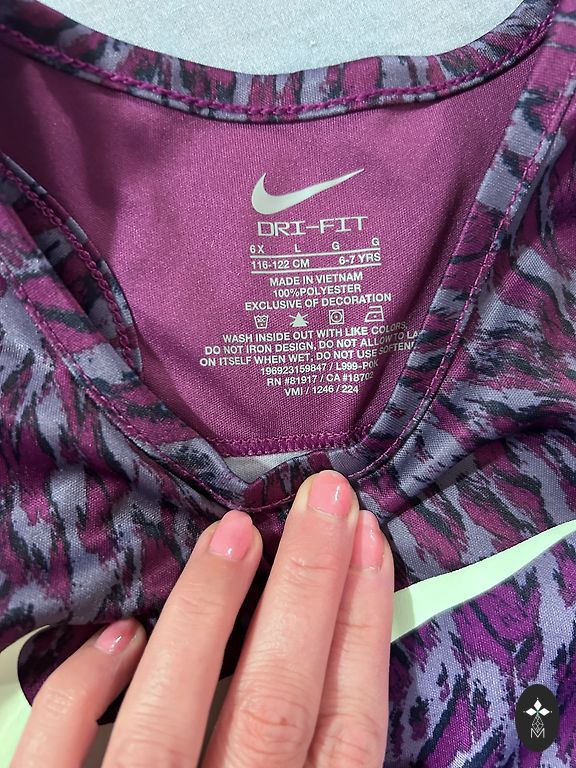 DRI-FIT
6X L G G
116-122 CM 6-7 YRS
MADE IN VIETNAM
100%POLYESTER
EXCLUSIVE OF DECORATION
WASH INSIDE OUT WITH LIKE COLORS,
DO NOT IRON DESIGN, DO NOT ALLOW TO
ON ITSELF WHEN WET, DO NOT USE
196923159847 / L999-P0K
RN #81917 / CA #18702
VMI / 1246 / 224
M